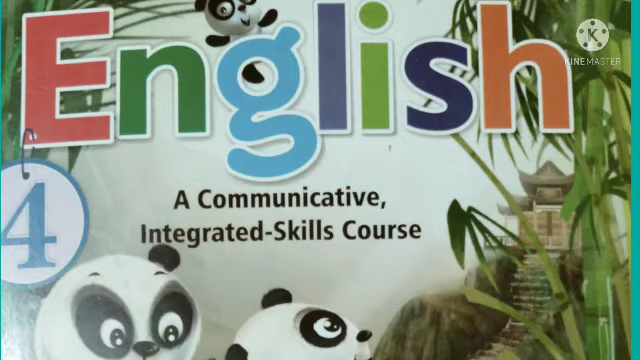 English
KINEMASTER
4
A Communicative,
Integrated-Skills Course